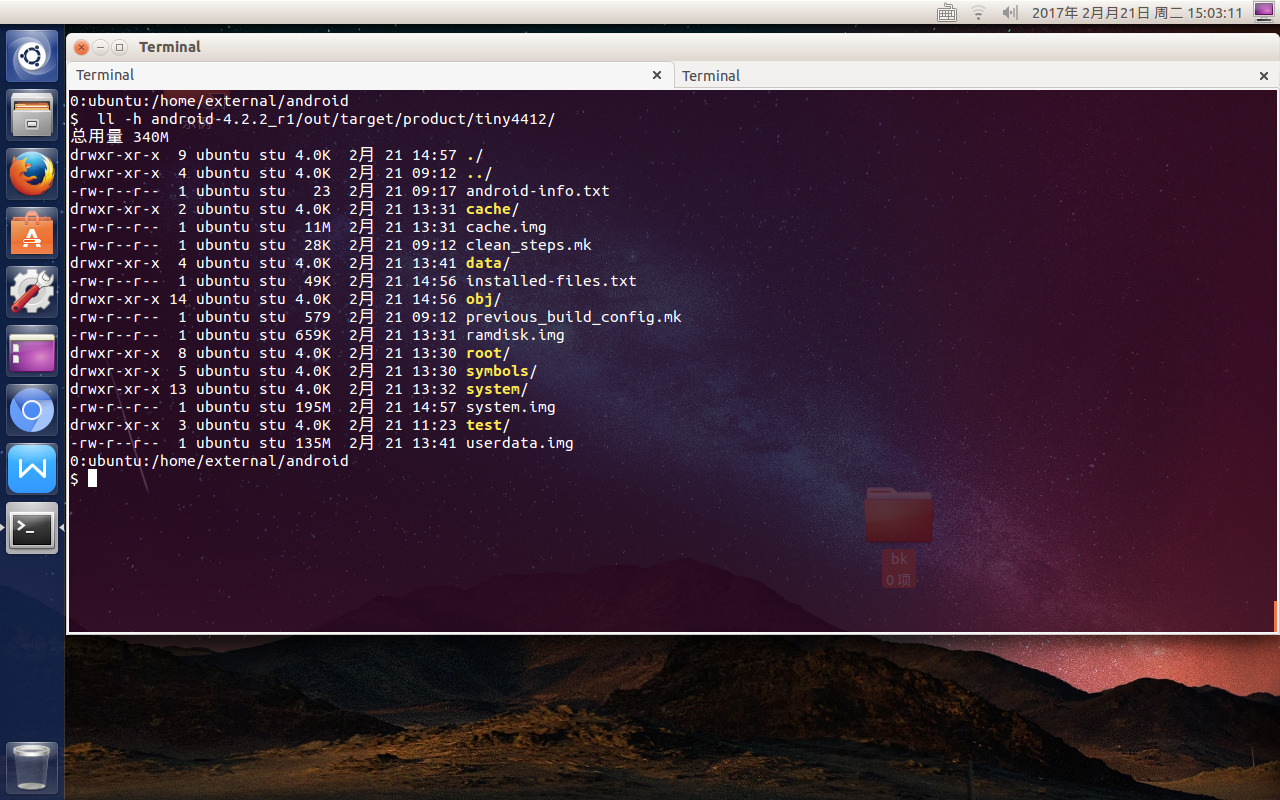 2017年 2月月21日 周二 15:03:11
Terminal
Terminal
Terminal
0:ubuntu:/home/external/android
$  ll -h android-4.2.2_r1/out/target/product/tiny4412/
总用量 340M
drwxr-xr-x  9 ubuntu stu 4.0K  2月 21 14:57 ./
drwxr-xr-x  4 ubuntu stu 4.0K  2月 21 09:12 ../
-rw-r--r--  1 ubuntu stu   23  2月 21 09:17 android-info.txt
drwxr-xr-x  2 ubuntu stu 4.0K  2月 21 13:31 cache/
-rw-r--r--  1 ubuntu stu  11M  2月 21 13:31 cache.img
-rw-r--r--  1 ubuntu stu  28K  2月 21 09:12 clean_steps.mk
drwxr-xr-x  4 ubuntu stu 4.0K  2月 21 13:41 data/
-rw-r--r--  1 ubuntu stu  49K  2月 21 14:56 installed-files.txt
drwxr-xr-x 14 ubuntu stu 4.0K  2月 21 14:56 obj/
-rw-r--r--  1 ubuntu stu  579  2月 21 09:12 previous_build_config.mk
-rw-r--r--  1 ubuntu stu 659K  2月 21 13:31 ramdisk.img
drwxr-xr-x  8 ubuntu stu 4.0K  2月 21 13:30 root/
drwxr-xr-x  5 ubuntu stu 4.0K  2月 21 13:30 symbols/
drwxr-xr-x 13 ubuntu stu 4.0K  2月 21 13:32 system/
-rw-r--r--  1 ubuntu stu 195M  2月 21 14:57 system.img
drwxr-xr-x  3 ubuntu stu 4.0K  2月 21 11:23 test/
-rw-r--r--  1 ubuntu stu 135M  2月 21 13:41 userdata.img
0:ubuntu:/home/external/android
$
bk
0 项